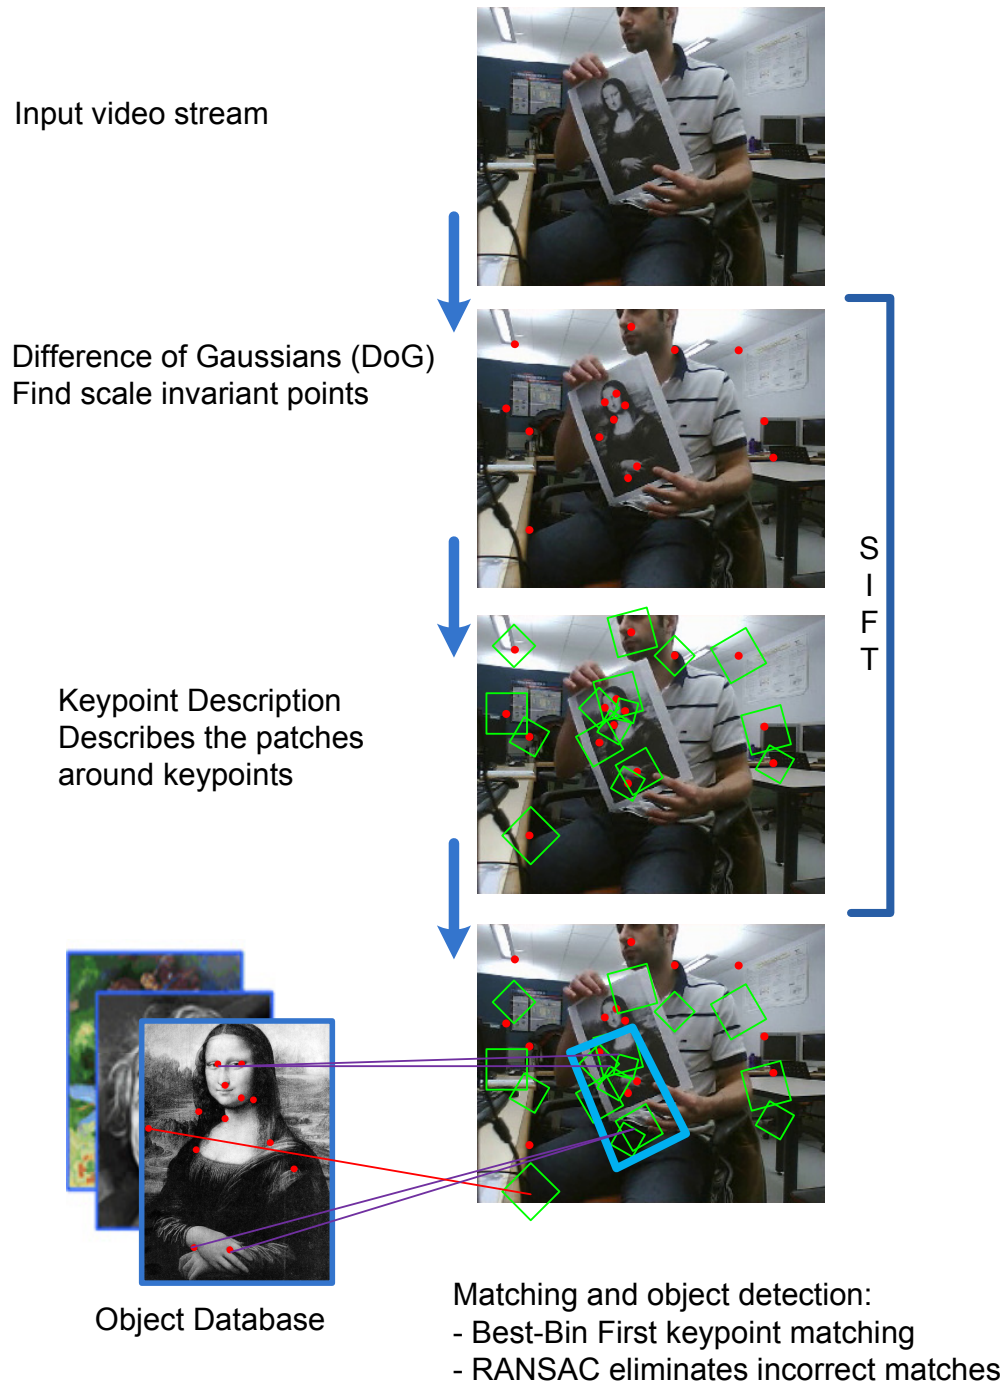 Input video stream
Difference of Gaussians (DoG)
Find scale invariant points
S
I
F
T
Keypoint Description
Describes the patches
around keypoints
Object Database
Matching and object detection:
- Best-Bin First keypoint matching
- RANSAC eliminates incorrect matches